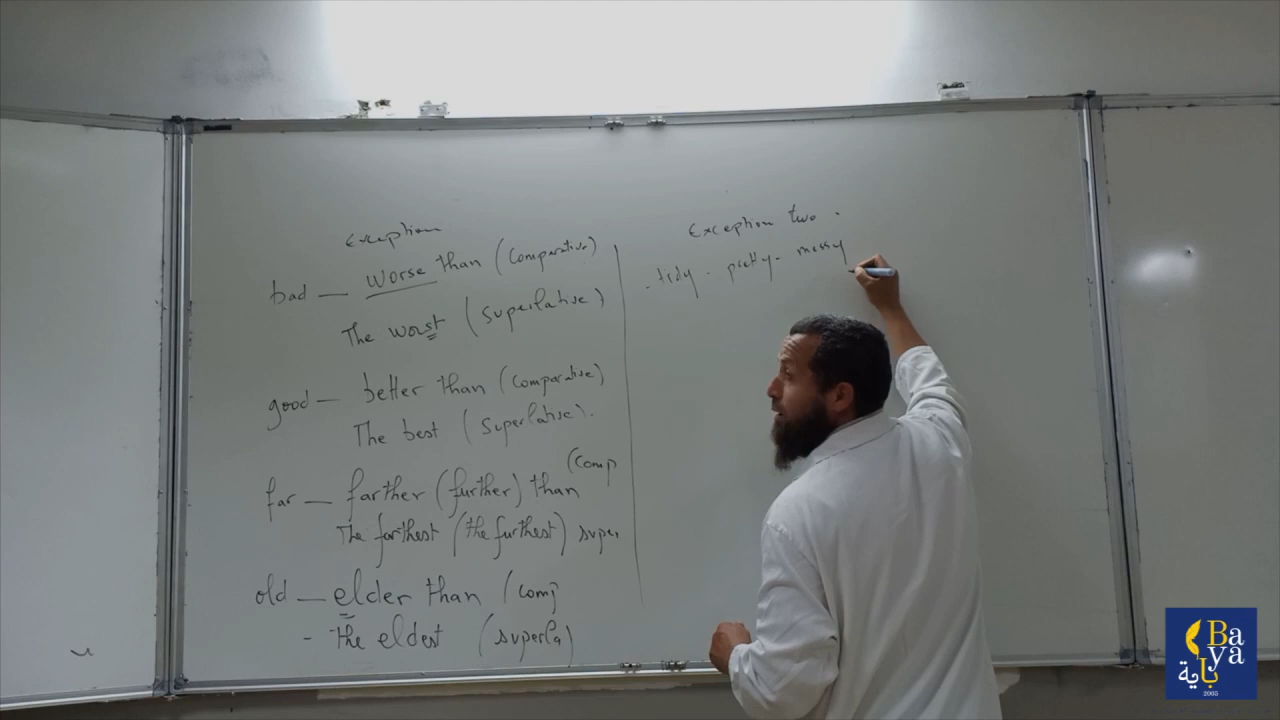 Exception
bad — worse than (Comparative)
The worst (Superlative)
good — better than (Comparative)
The best (Superlative).
far — farther (further) than (Comp
The farthest (the furthest) super
old — elder than (Comp)
- the eldest (superla)
Exception two.
- tidy - pretty - messy
Ba
ya
باية
2005